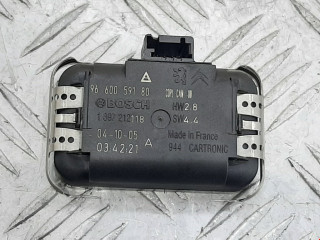 96 600 591 80
BOSCH
HW 2.8
1 397 212 118
SW 4.4
04-10-05
Made in France
03:42:21
944 CARTRONIC